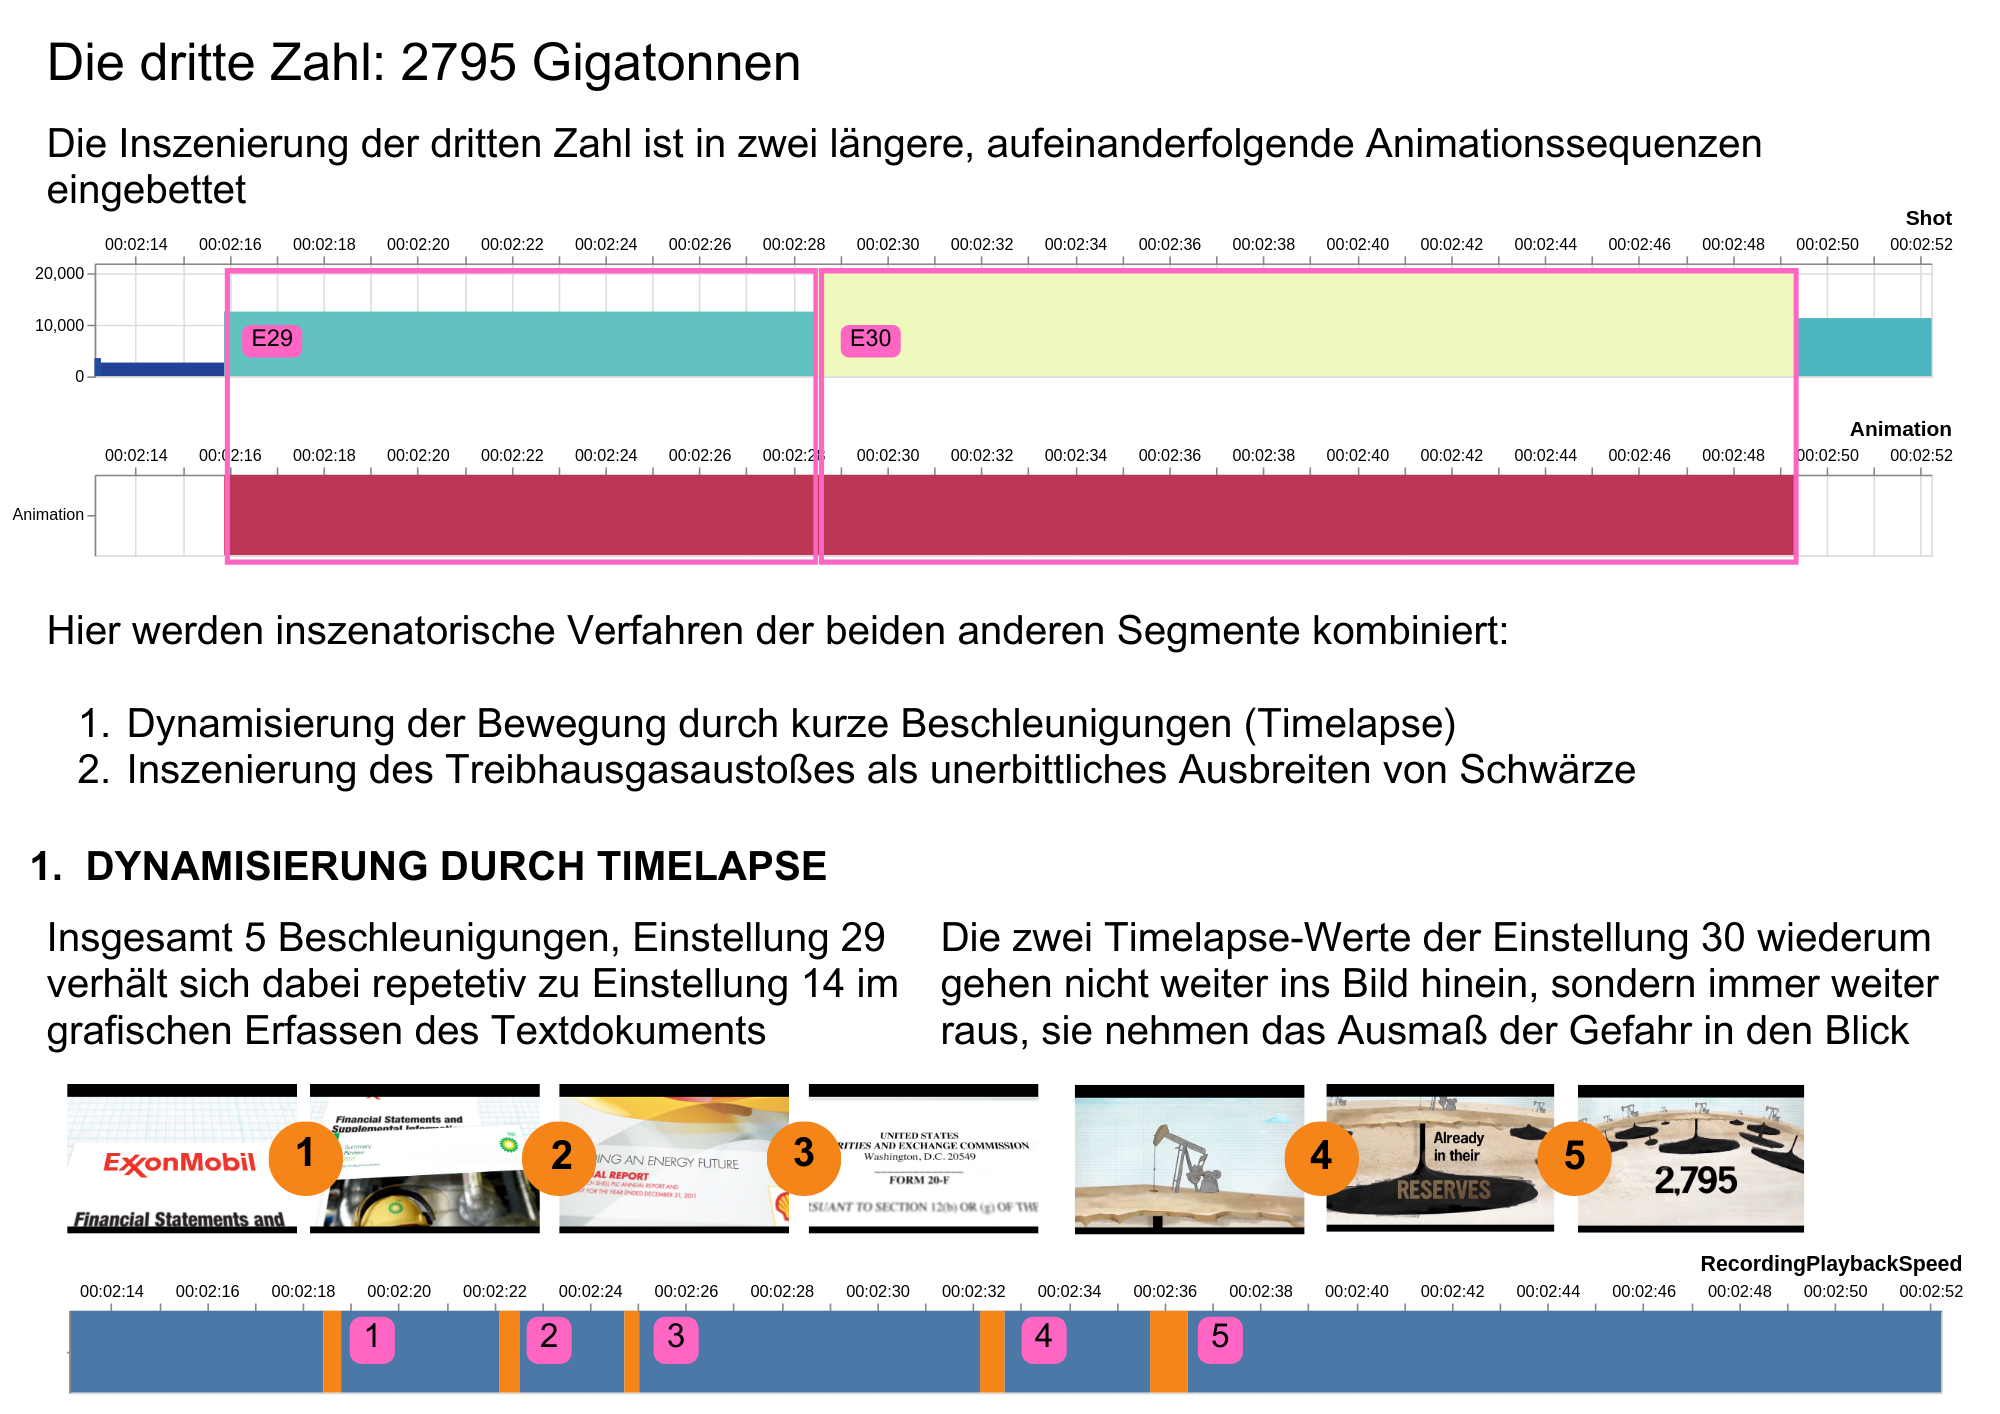 Die dritte Zahl: 2795 Gigatonnen
Die Inszenierung der dritten Zahl ist in zwei längere, aufeinanderfolgende Animationssequenzen
eingebettet
Shot
00:02:14 00:02:16 00:02:18 00:02:20 00:02:22 00:02:24 00:02:26 00:02:28 00:02:30 00:02:32 00:02:34 00:02:36 00:02:38 00:02:40 00:02:42 00:02:44 00:02:46 00:02:48 00:02:50 00:02:52
20,000
10,000
0
E29 E30
Animation
00:02:14 00:02:16 00:02:18 00:02:20 00:02:22 00:02:24 00:02:26 00:02:28 00:02:30 00:02:32 00:02:34 00:02:36 00:02:38 00:02:40 00:02:42 00:02:44 00:02:46 00:02:48 00:02:50 00:02:52
Animation
Hier werden inszenatorische Verfahren der beiden anderen Segmente kombiniert:
1. Dynamisierung der Bewegung durch kurze Beschleunigungen (Timelapse)
2. Inszenierung des Treibhausgasaustoßes als unerbittliches Ausbreiten von Schwärze
1. DYNAMISIERUNG DURCH TIMELAPSE
Insgesamt 5 Beschleunigungen, Einstellung 29
verhält sich dabei repetetiv zu Einstellung 14 im
grafischen Erfassen des Textdokuments
Die zwei Timelapse-Werte der Einstellung 30 wiederum
gehen nicht weiter ins Bild hinein, sondern immer weiter
raus, sie nehmen das Ausmaß der Gefahr in den Blick
ExxonMobil
Financial Statements and
1
Financial Statements and
Supplemental
Summary
Review
2
ING AN ENERGY FUTURE
AL REPORT
PLC ANNUAL REPORT AND
FOR THE YEAR ENDED DECEMBER 31, 2011
3
UNITED STATES
RITIES AND EXCHANGE COMMISSION
Washington, D.C. 20549
FORM 20-F
RSUANT TO SECTION 12(b) OR (g) OF THE
4
Already
in their
RESERVES
5
2,795
RecordingPlaybackSpeed
00:02:14 00:02:16 00:02:18 00:02:20 00:02:22 00:02:24 00:02:26 00:02:28 00:02:30 00:02:32 00:02:34 00:02:36 00:02:38 00:02:40 00:02:42 00:02:44 00:02:46 00:02:48 00:02:50 00:02:52
1 2 3 4 5